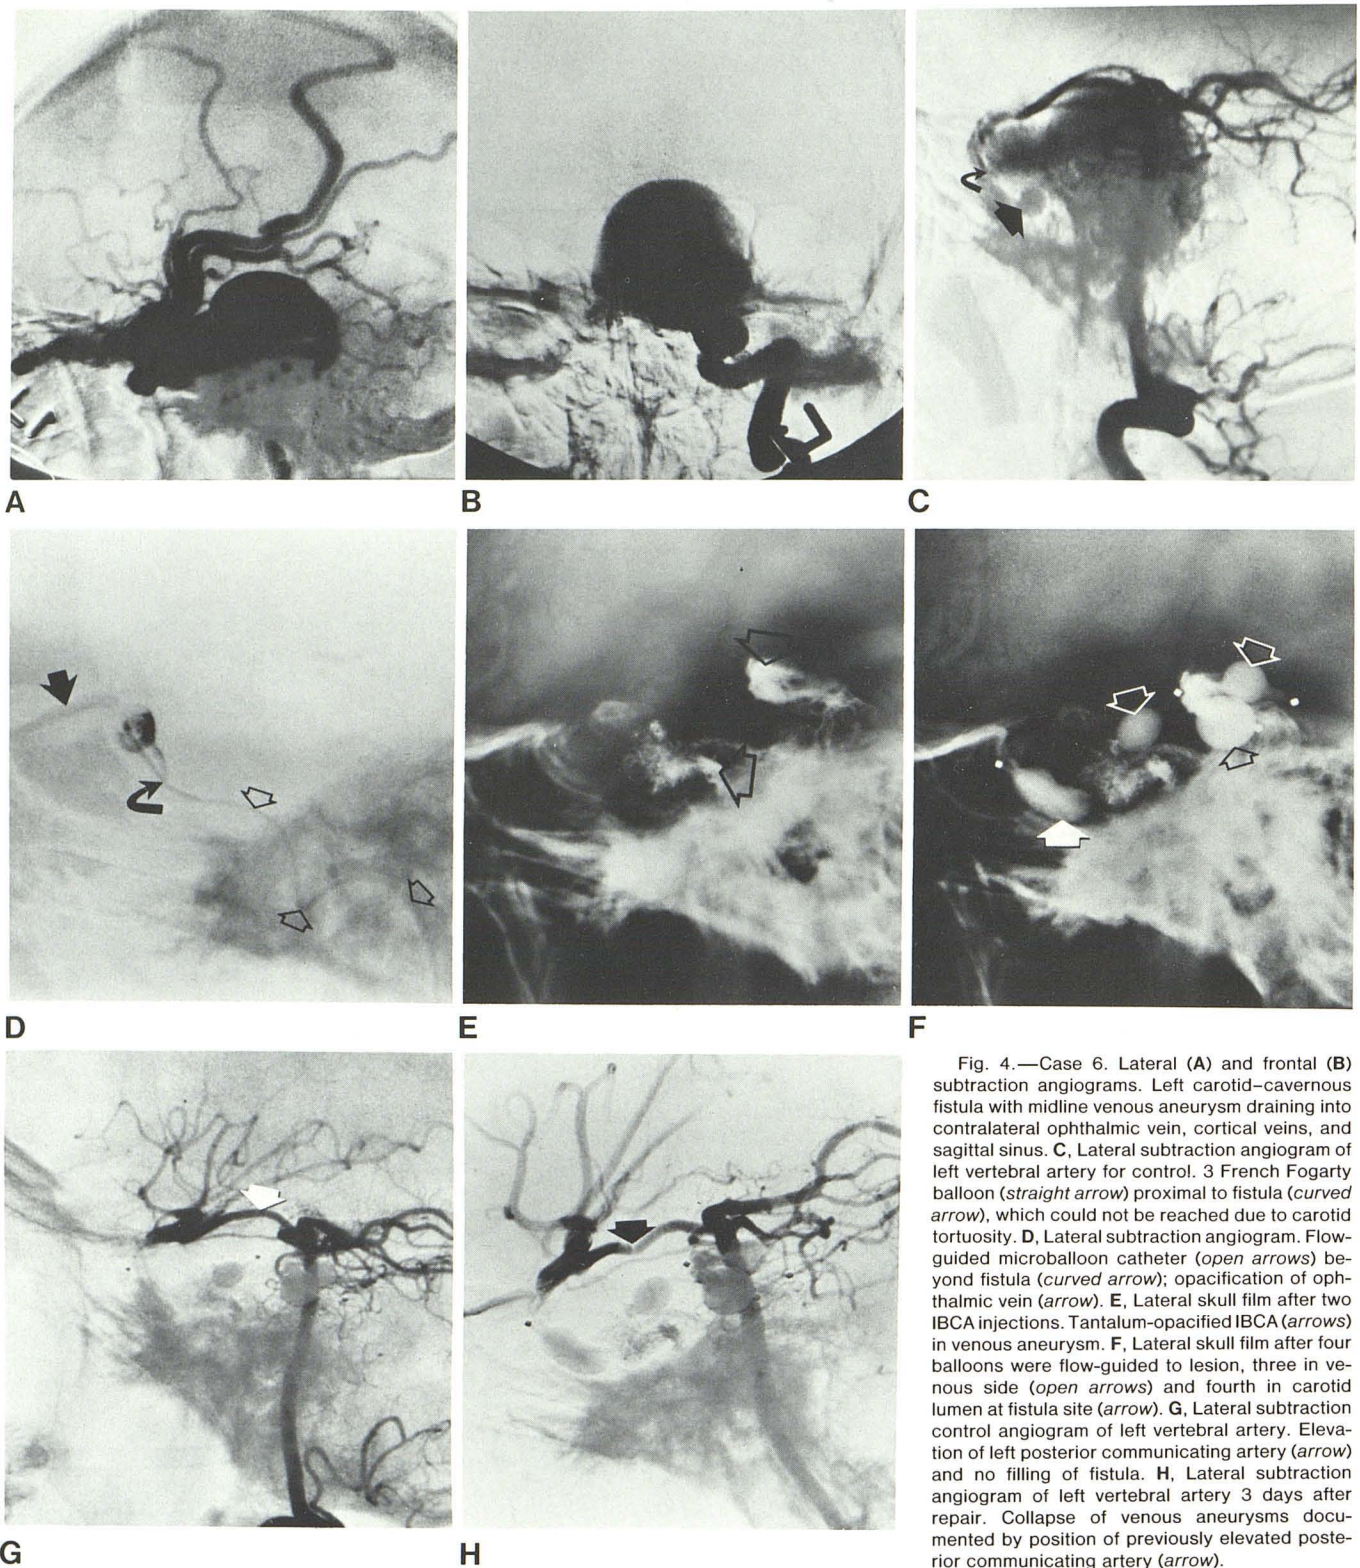 A
B
C
D
E
F
G
H
Fig. 4.—Case 6. Lateral (A) and frontal (B)
subtraction angiograms. Left carotid–cavernous
fistula with midline venous aneurysm draining into
contralateral ophthalmic vein, cortical veins, and
sagittal sinus. C, Lateral subtraction angiogram of
left vertebral artery for control. 3 French Fogarty
balloon (straight arrow) proximal to fistula (curved
arrow), which could not be reached due to carotid
tortuosity. D, Lateral subtraction angiogram. Flow-
guided microballoon catheter (open arrows) be-
yond fistula (curved arrow); opacification of oph-
thalmic vein (arrow). E, Lateral skull film after two
IBCA injections. Tantalum-opacified IBCA (arrows)
in venous aneurysm. F, Lateral skull film after four
balloons were flow-guided to lesion, three in ve-
nous side (open arrows) and fourth in carotid
lumen at fistula site (arrow). G, Lateral subtraction
control angiogram of left vertebral artery. Eleva-
tion of left posterior communicating artery (arrow)
and no filling of fistula. H, Lateral subtraction
angiogram of left vertebral artery 3 days after
repair. Collapse of venous aneurysms docu-
mented by position of previously elevated poste-
rior communicating artery (arrow).